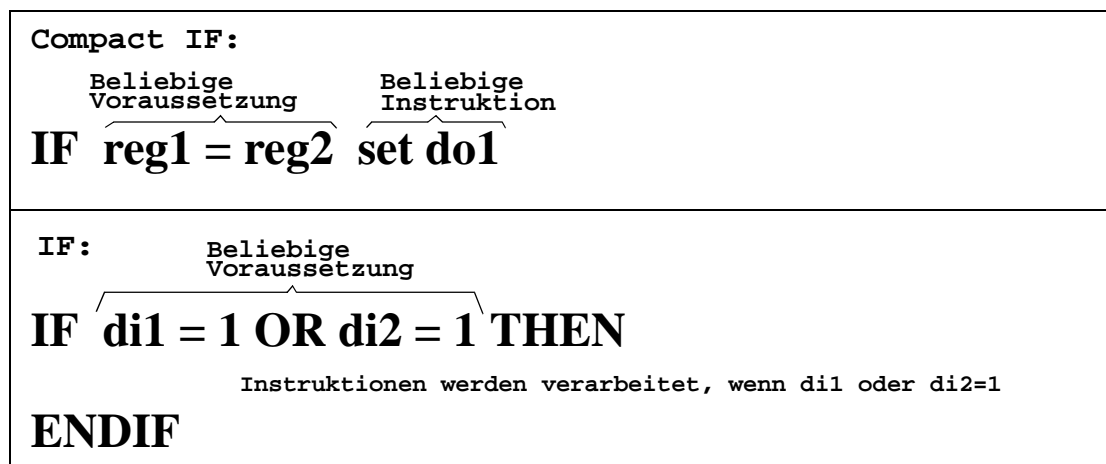 Compact IF:
Beliebige Beliebige
Voraussetzung Instruktion
IF reg1 = reg2 set do1
IF: Beliebige
Voraussetzung
IF di1 = 1 OR di2 = 1 THEN
Instruktionen werden verarbeitet, wenn di1 oder di2=1
ENDIF